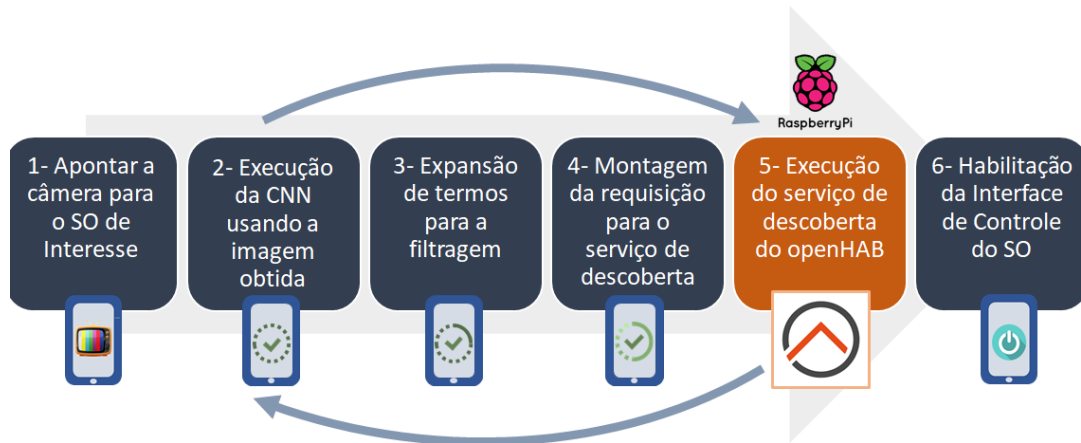 RaspberryPi
1- Apontar a
câmera para
o SO de
Interesse
2- Execução
da CNN
usando a
imagem
obtida
3- Expansão
de termos
para a
filtragem
4- Montagem
da requisição
para o
serviço de
descoberta
5- Execução
do serviço de
descoberta
do openHAB
6- Habilitação
da Interface
de Controle
do SO